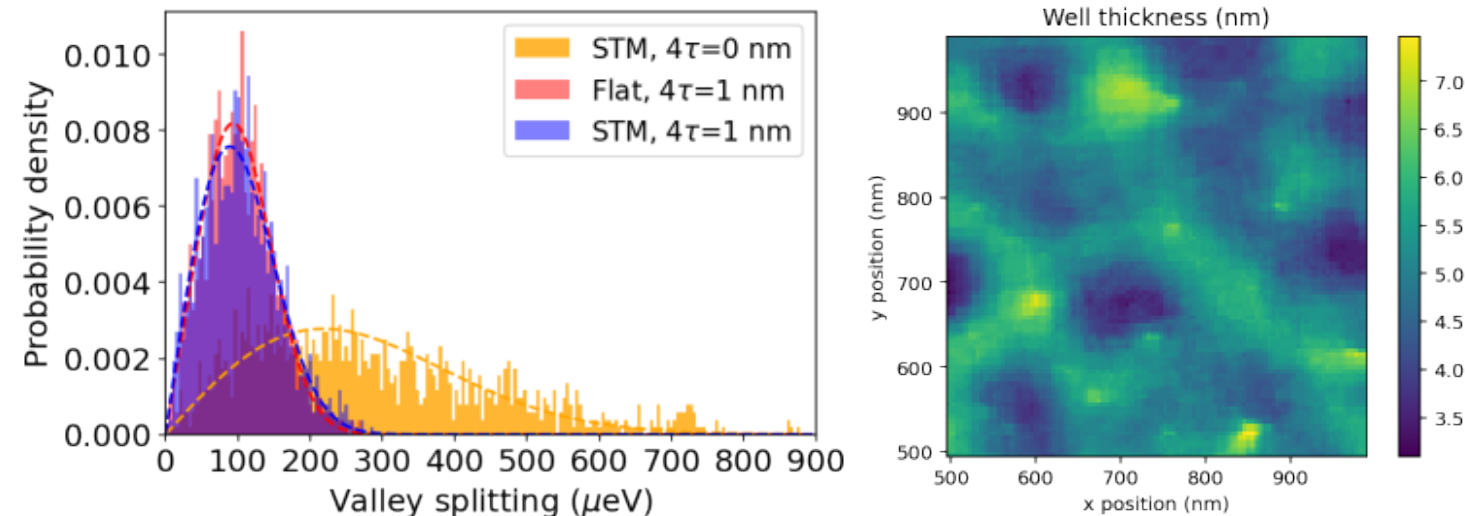 0.010
0.008
0.006
0.004
0.002
0.000
Probability density
0 100 200 300 400 500 600 700 800 900
Valley splitting (μeV)
STM, 4τ=0 nm
Flat, 4τ=1 nm
STM, 4τ=1 nm
Well thickness (nm)
900
800
700
600
500
y position (nm)
500 600 700 800 900
x position (nm)
7.0
6.5
6.0
5.5
5.0
4.5
4.0
3.5